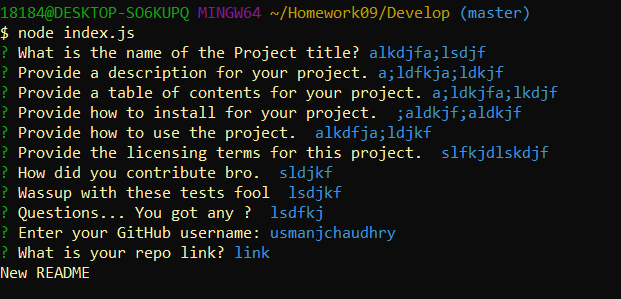 18184@DESKTOP-SO6KUPQ MINGW64 ~/Homework09/Develop (master)
$ node index.js
? What is the name of the Project title? alkdjfa;lsdjf
? Provide a description for your project. a;ldfkja;ldkjf
? Provide a table of contents for your project. a;ldkjfa;lkdjf
? Provide how to install for your project.  ;aldkjf;aldkjf
? Provide how to use the project.  alkdfja;ldjkf
? Provide the licensing terms for this project.  slfkjdlskdjf
? How did you contribute bro.  sldjkf
? Wassup with these tests fool  lsdjkf
? Questions... You got any ?  lsdfkj
? Enter your GitHub username: usmanjchaudhry
? What is your repo link? link
New README